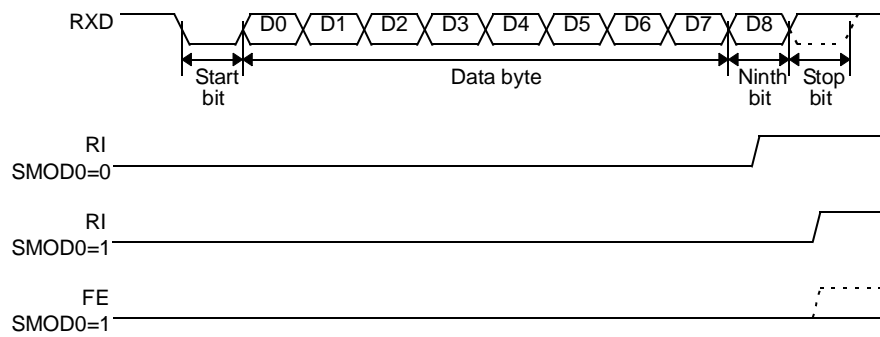 RXD
D0 D1 D2 D3 D4 D5 D6 D7 D8
Start bit
Data byte
Ninth bit
Stop bit
RI
SMOD0=0
RI
SMOD0=1
FE
SMOD0=1